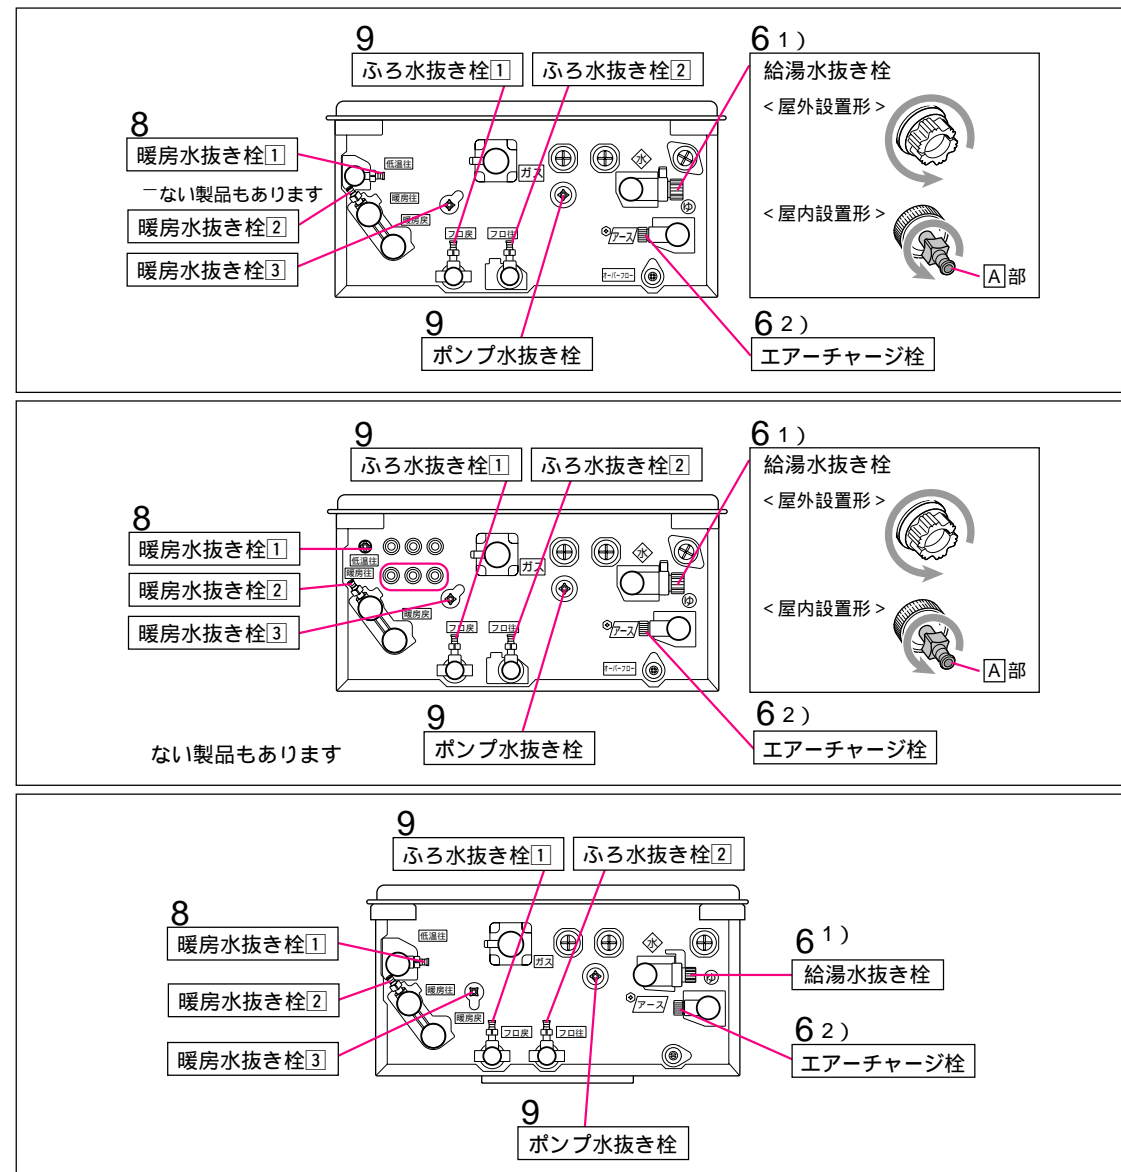 9
ふろ水抜き栓1
ふろ水抜き栓2
6 1）
給湯水抜き栓
<屋外設置形>
<屋内設置形>
A部
8
暖房水抜き栓1
ない製品もあります
暖房水抜き栓2
暖房水抜き栓3
低温往
暖房往
暖房戻
ガス
水
ゆ
フロ戻
フロ往
アース
オーバーフロー
9
ポンプ水抜き栓
6 2）
エアーチャージ栓
9
ふろ水抜き栓1
ふろ水抜き栓2
6 1）
給湯水抜き栓
<屋外設置形>
<屋内設置形>
A部
8
暖房水抜き栓1
暖房水抜き栓2
暖房水抜き栓3
低温往
暖房往
暖房戻
ガス
水
ゆ
フロ戻
フロ往
アース
オーバーフロー
9
ポンプ水抜き栓
6 2）
エアーチャージ栓
ない製品もあります
9
ふろ水抜き栓1
ふろ水抜き栓2
8
暖房水抜き栓1
暖房水抜き栓2
暖房水抜き栓3
低温往
暖房往
暖房戻
ガス
水
ゆ
フロ戻
フロ往
アース
6 1）
給湯水抜き栓
6 2）
エアーチャージ栓
9
ポンプ水抜き栓